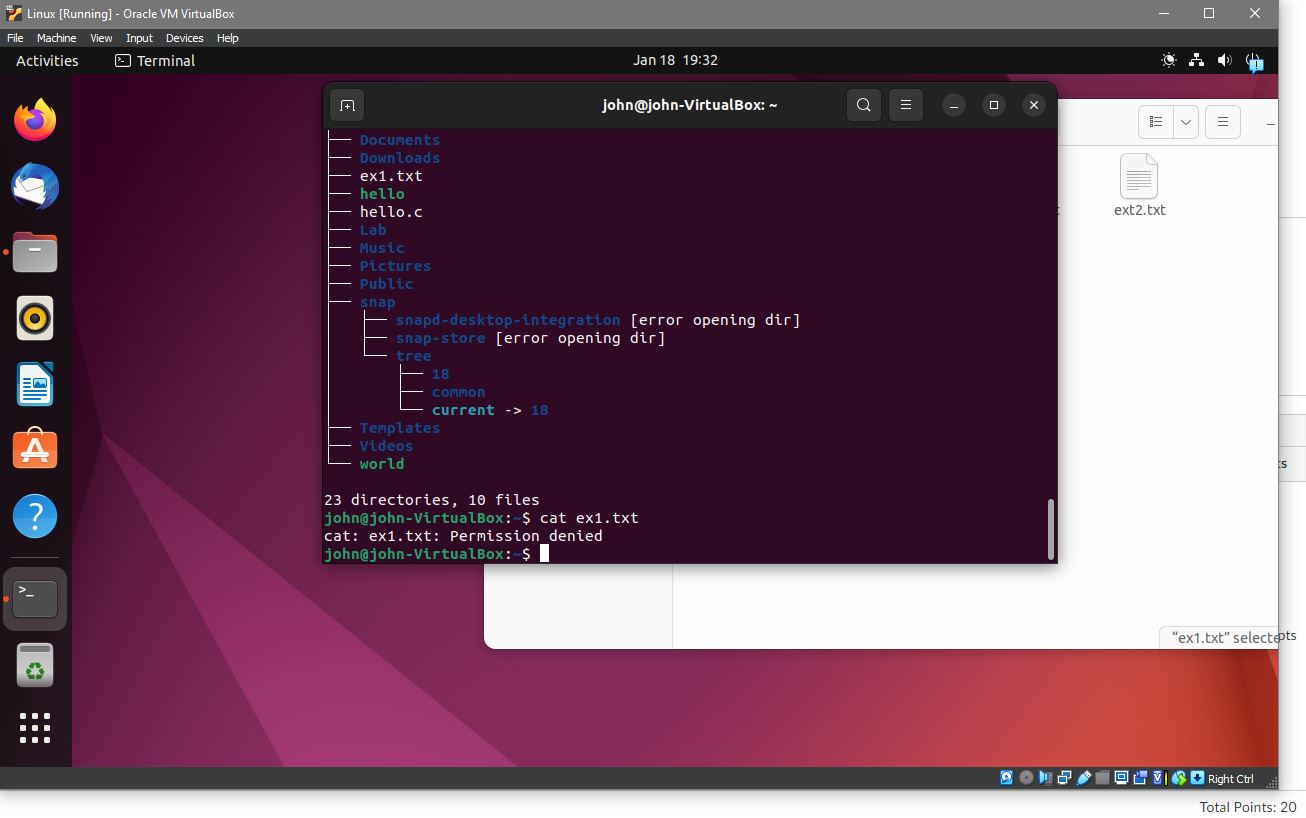 Linux [Running] - Oracle VM VirtualBox
File Machine View Input Devices Help
Activities Terminal Jan 18 19:32
john@john-VirtualBox: ~
├── Documents
├── Downloads
├── ex1.txt
├── hello
├── hello.c
├── Lab
├── Music
├── Pictures
├── Public
├── snap
│   ├── snapd-desktop-integration [error opening dir]
│   ├── snap-store [error opening dir]
│   └── tree
│       ├── 18
│       ├── common
│       └── current -> 18
├── Templates
├── Videos
└── world
23 directories, 10 files
john@john-VirtualBox:~$ cat ex1.txt
cat: ex1.txt: Permission denied
john@john-VirtualBox:~$
ext2.txt
“ex1.txt” selecte
Right Ctrl
Total Points: 20